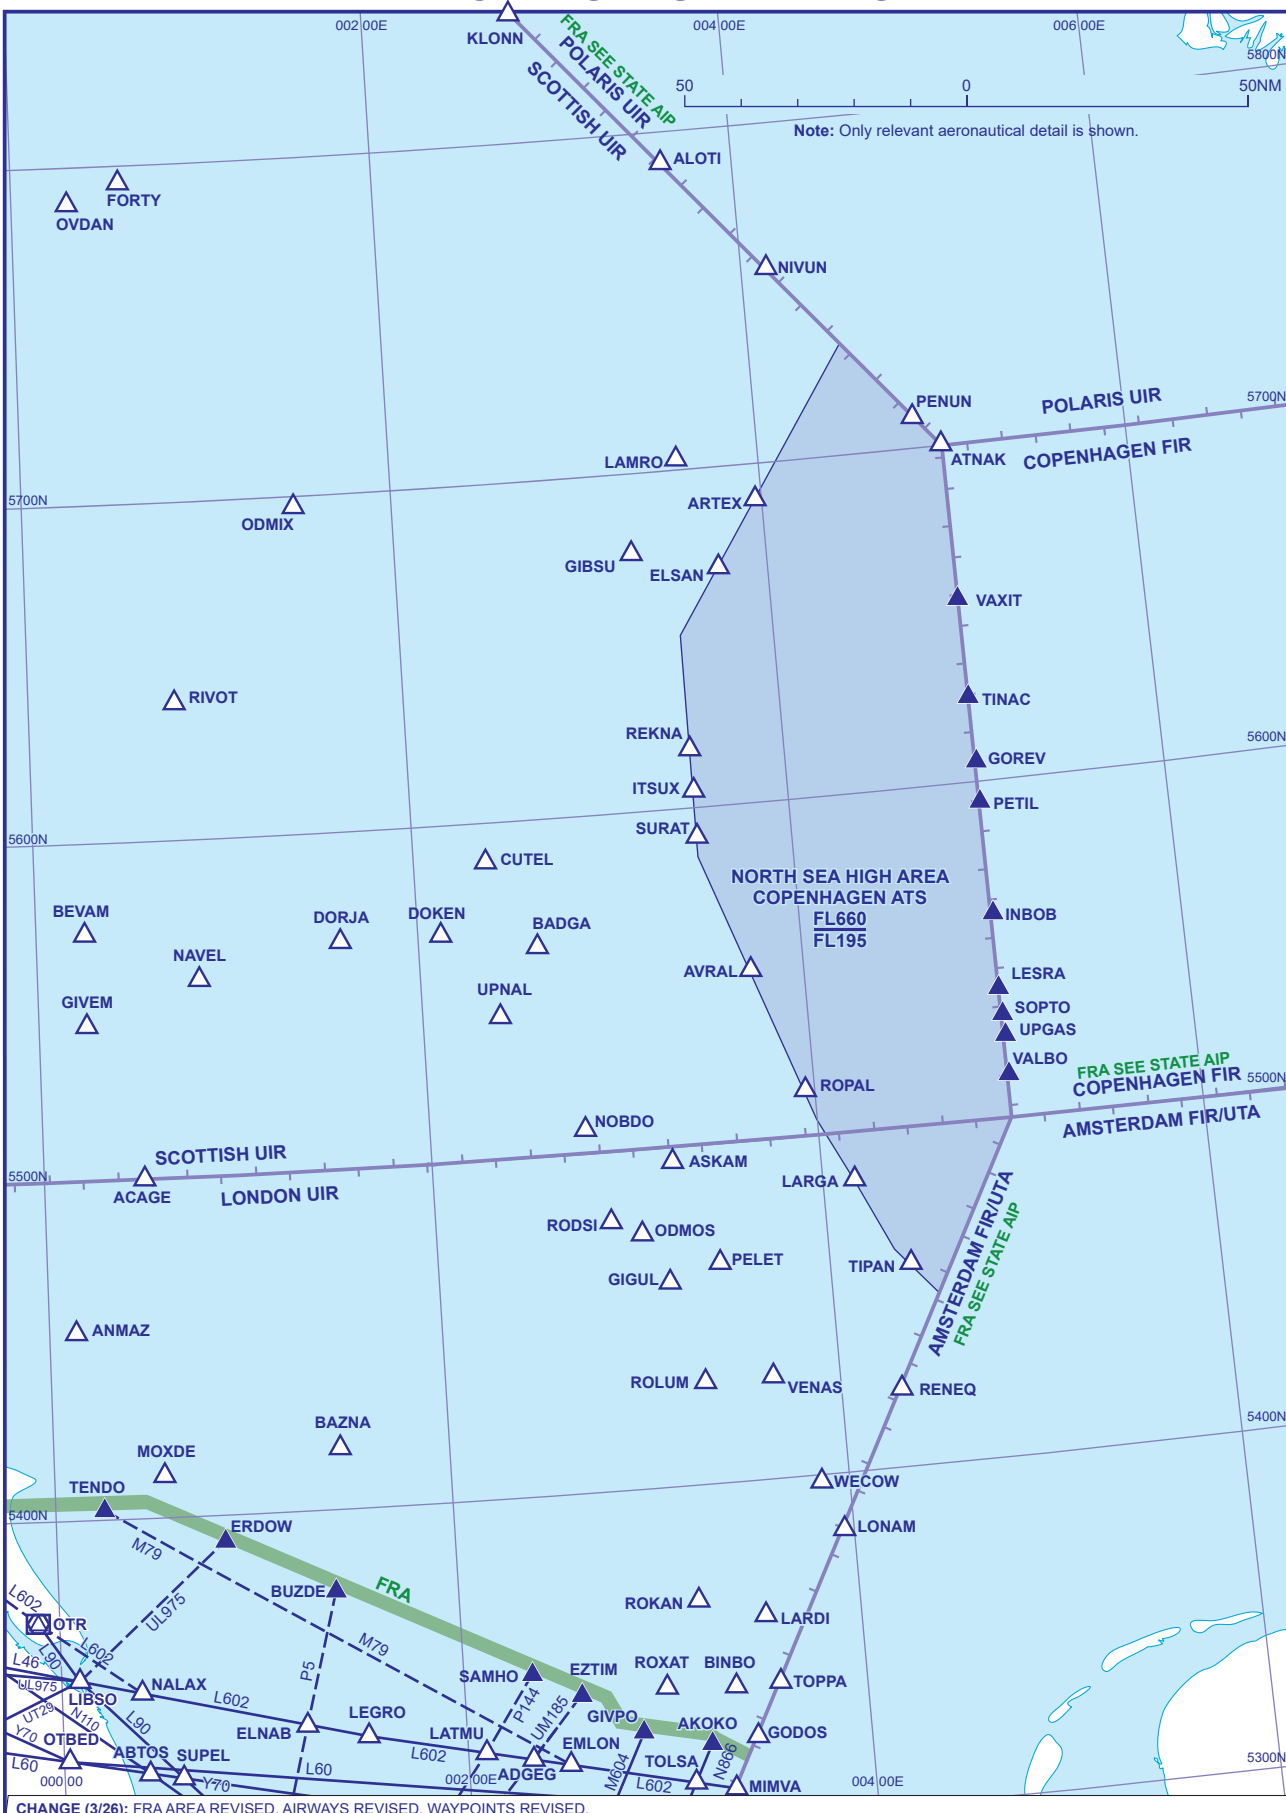 002 00E
004 00E
006 00E
5800N
KLONN
FRA SEE STATE AIP
POLARIS UIR
SCOTTISH UIR
50
0
50NM
Note: Only relevant aeronautical detail is shown.
ALOTI
FORTY
OVDAN
NIVUN
PENUN
POLARIS UIR
5700N
ATNAK
COPENHAGEN FIR
LAMRO
5700N
ARTEX
ODMIX
GIBSU
ELSAN
VAXIT
RIVOT
TINAC
REKNA
5600N
GOREV
ITSUX
PETIL
SURAT
5600N
CUTEL
NORTH SEA HIGH AREA
COPENHAGEN ATS
FL660
FL195
BEVAM
DORJA
DOKEN
BADGA
INBOB
NAVEL
AVRAL
LESRA
GIVEM
UPNAL
SOPTO
UPGAS
VALBO
FRA SEE STATE AIP
COPENHAGEN FIR
5500N
ROPAL
AMSTERDAM FIR/UTA
NOBDO
SCOTTISH UIR
ASKAM
5500N
ACAGE
LONDON UIR
LARGA
AMSTERDAM FIR/UTA
FRA SEE STATE AIP
RODSI
ODMOS
PELET
TIPAN
GIGUL
ANMAZ
ROLUM
VENAS
RENEQ
BAZNA
5400N
MOXDE
WECOW
TENDO
5400N
ERDOW
LONAM
M79
BUZDE
FRA
L602
UL975
ROKAN
LARDI
OTR
L90
L602
M79
L46
P5
SAMHO
EZTIM
ROXAT
BINBO
TOPPA
UL975
LIBSO
NALAX
L602
P144
UM185
UT29
N110
L90
LEGRO
GIVPO
AKOKO
GODOS
Y70
OTBED
ELNAB
LATMU
EMLON
L602
ABTOS
SUPEL
L60
ADGEG
M604
TOLSA
N866
5300N
L60
000 00
Y70
002 00E
L602
MIMVA
004 00E
CHANGE (3/26): FRA AREA REVISED. AIRWAYS REVISED. WAYPOINTS REVISED.